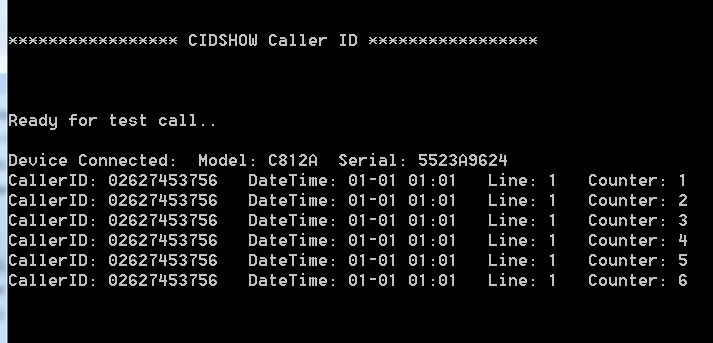 ***************** CIDSHOW Caller ID *****************
Ready for test call..
Device Connected:  Model: C812A  Serial: 5523A9624
CallerID: 02627453756   DateTime: 01-01 01:01   Line: 1   Counter: 1
CallerID: 02627453756   DateTime: 01-01 01:01   Line: 1   Counter: 2
CallerID: 02627453756   DateTime: 01-01 01:01   Line: 1   Counter: 3
CallerID: 02627453756   DateTime: 01-01 01:01   Line: 1   Counter: 4
CallerID: 02627453756   DateTime: 01-01 01:01   Line: 1   Counter: 5
CallerID: 02627453756   DateTime: 01-01 01:01   Line: 1   Counter: 6